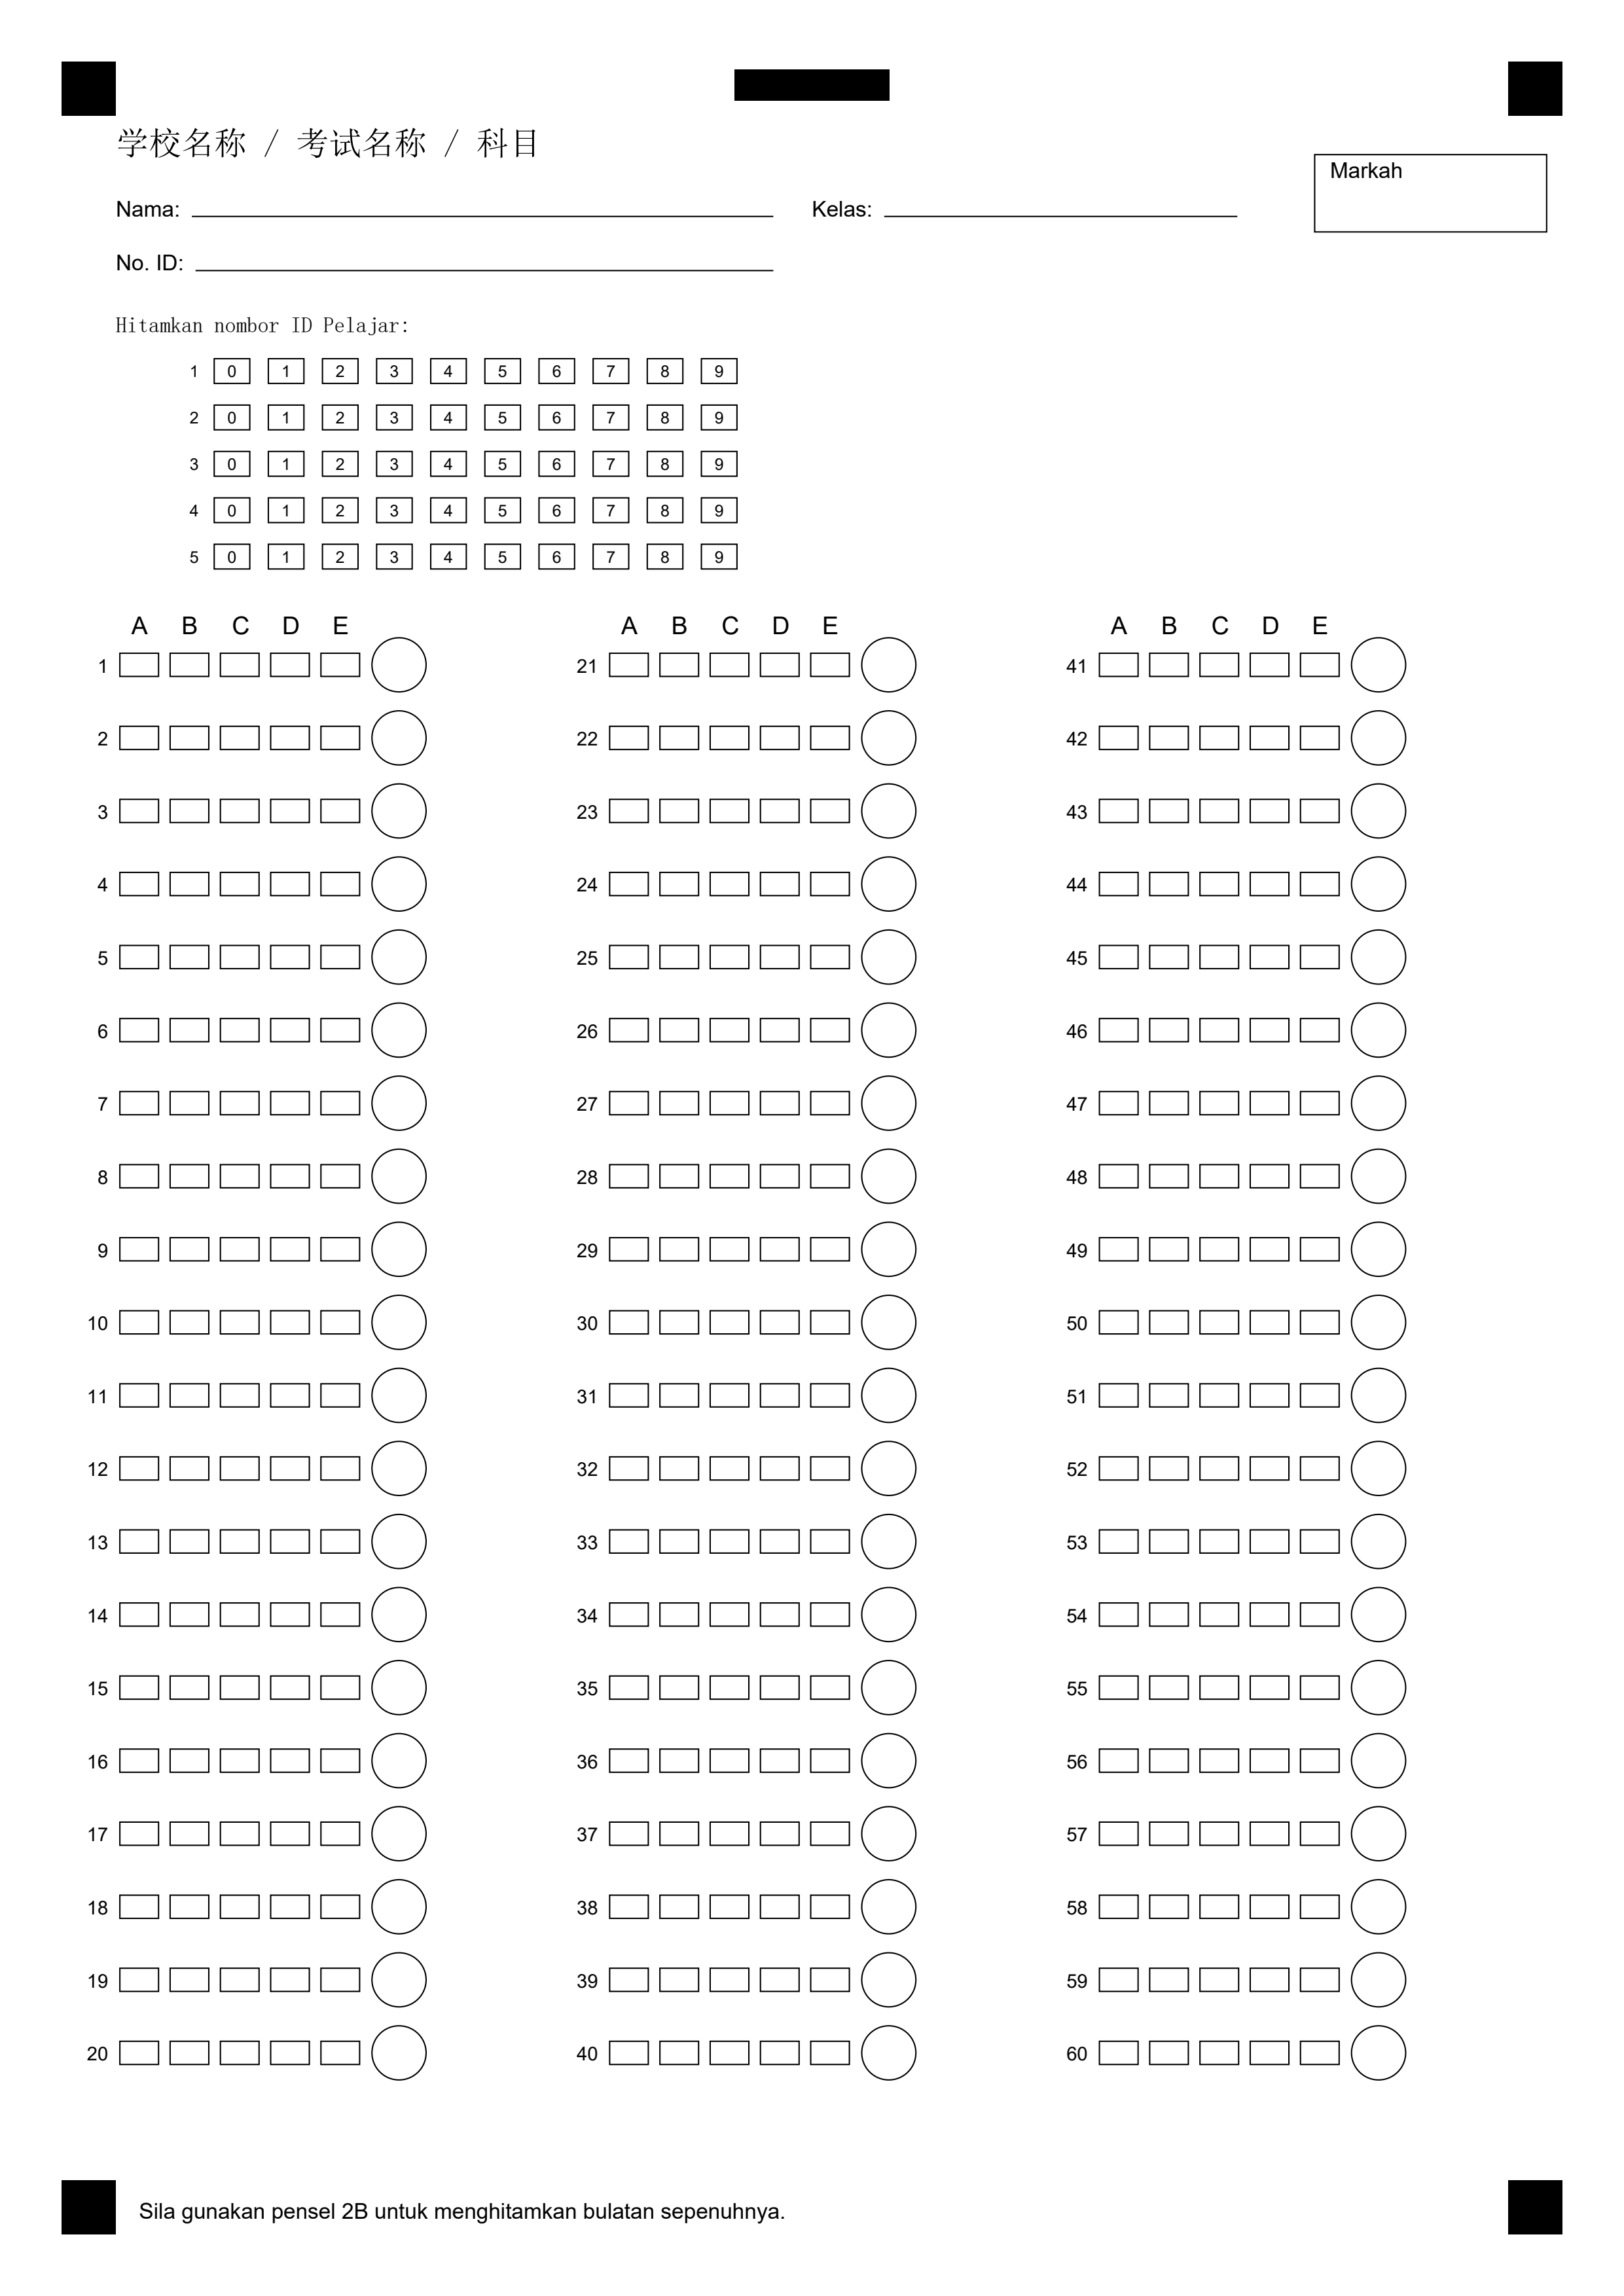 学校名称 / 考试名称 / 科目
Markah
Nama: Kelas:
No. ID:
Hitamkan nombor ID Pelajar:
1 0 1 2 3 4 5 6 7 8 9
2 0 1 2 3 4 5 6 7 8 9
3 0 1 2 3 4 5 6 7 8 9
4 0 1 2 3 4 5 6 7 8 9
5 0 1 2 3 4 5 6 7 8 9
A B C D E A B C D E A B C D E
1 21 41
2 22 42
3 23 43
4 24 44
5 25 45
6 26 46
7 27 47
8 28 48
9 29 49
10 30 50
11 31 51
12 32 52
13 33 53
14 34 54
15 35 55
16 36 56
17 37 57
18 38 58
19 39 59
20 40 60
Sila gunakan pensel 2B untuk menghitamkan bulatan sepenuhnya.